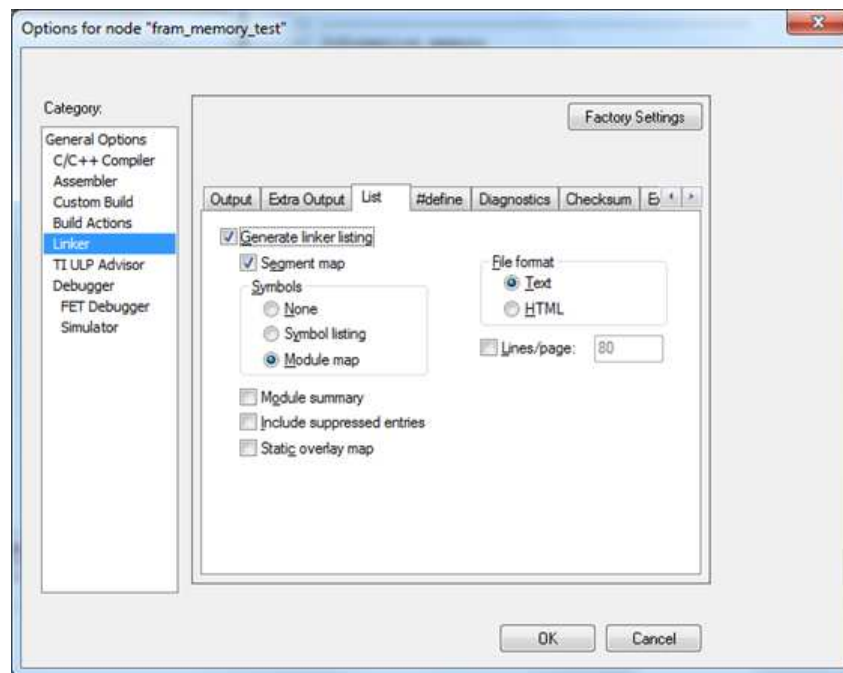 Options for node "fram_memory_test"
Category:
Factory Settings
General Options
C/C++ Compiler
Assembler
Custom Build
Build Actions
Linker
TI ULP Advisor
Debugger
FET Debugger
Simulator
Output Extra Output List #define Diagnostics Checksum
Generate linker listing
Segment map
Symbols
None
Symbol listing
Module map
Module summary
Include suppressed entries
Static overlay map
File format
Text
HTML
Lines/page: 80
OK Cancel